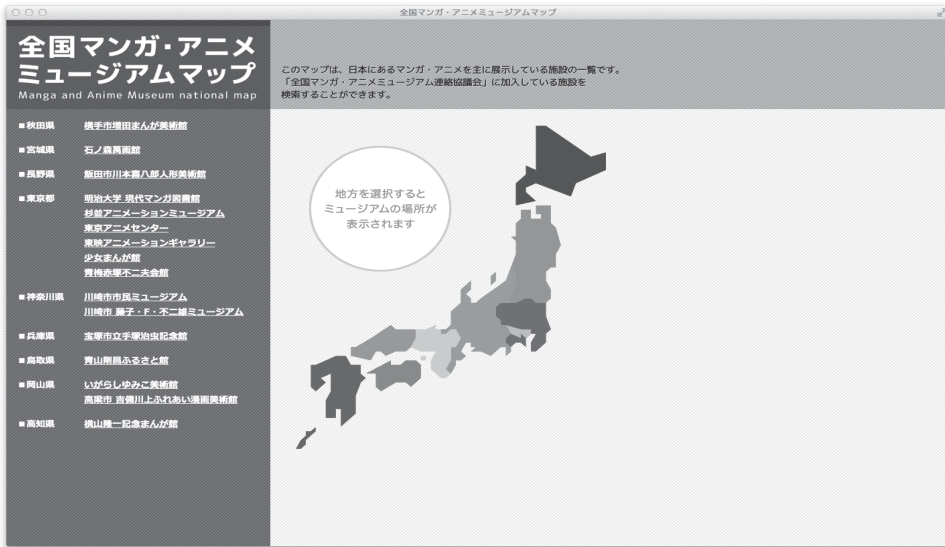 全国マンガ・アニメミュージアムマップ
全国マンガ・アニメ
ミュージアムマップ
Manga and Anime Museum national map
このマップは、日本にあるマンガ・アニメを主に展示している施設の一覧です。
「全国マンガ・アニメミュージアム連絡協議会」に加入している施設を
検索することができます。
■秋田県 横手市増田まんが美術館
■宮城県 石ノ森萬画館
■長野県 飯田市川本喜八郎人形美術館
■東京都 明治大学 現代マンガ図書館
杉並アニメーションミュージアム
東京アニメセンター
東映アニメーションギャラリー
少女まんが館
青梅赤塚不二夫会館
■神奈川県 川崎市市民ミュージアム
川崎市 藤子・F・不二雄ミュージアム
■兵庫県 宝塚市立手塚治虫記念館
■鳥取県 青山剛昌ふるさと館
■岡山県 いがらしゆみこ美術館
高梁市 吉備川上ふれあい漫画美術館
■高知県 横山隆一記念まんが館
地方を選択すると
ミュージアムの場所が
表示されます